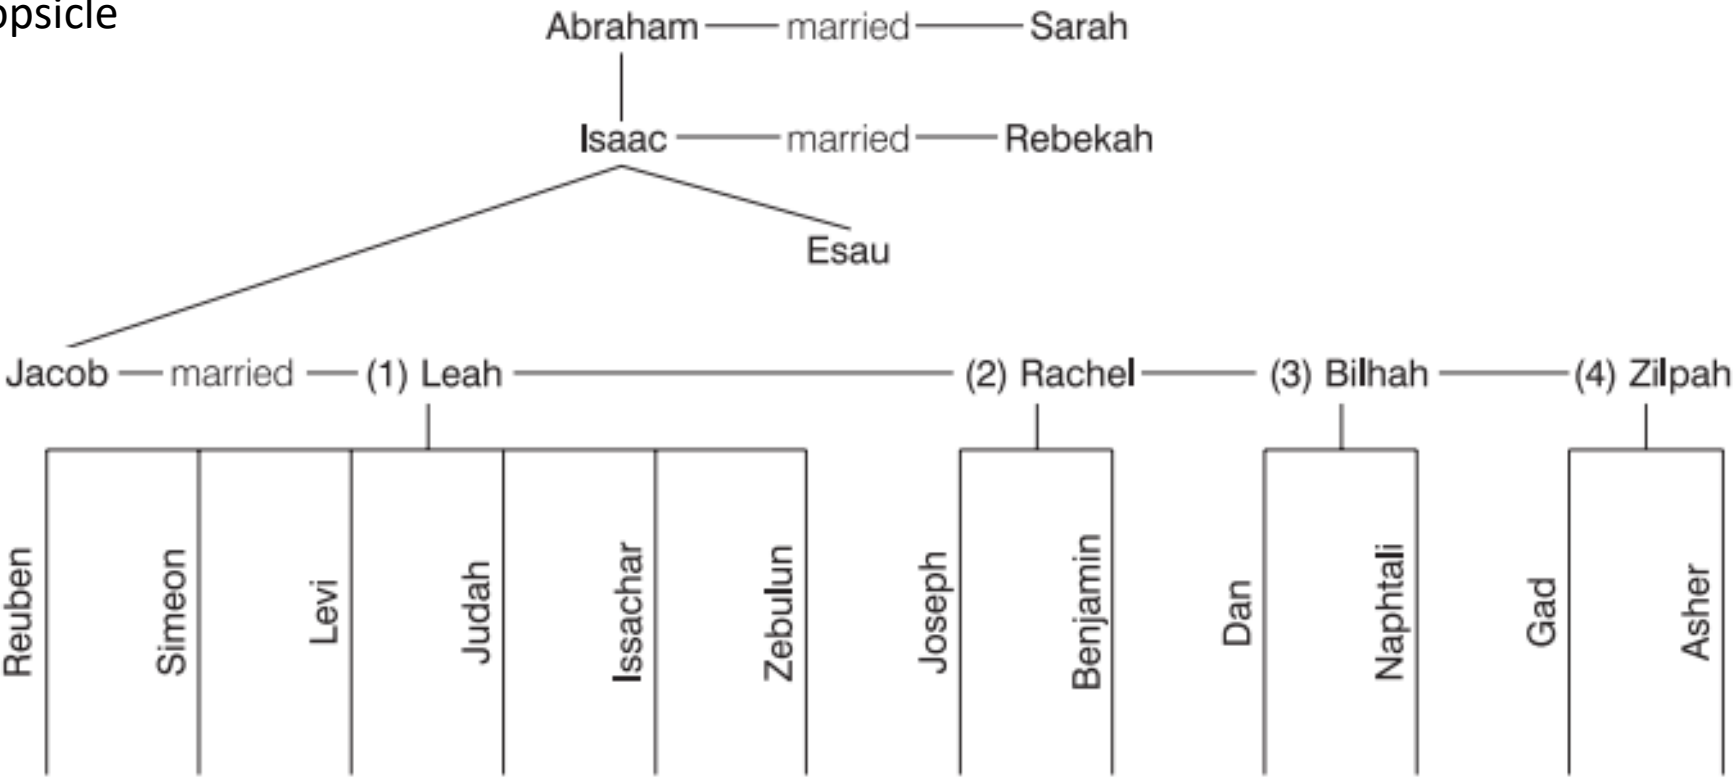 opsicle
Abraham married Sarah
Isaac married Rebekah
Esau
Jacob married (1) Leah (2) Rachel (3) Bilhah (4) Zilpah
Reuben
Simeon
Levi
Judah
Issachar
Zebulun
Joseph
Benjamin
Dan
Naphtali
Gad
Asher